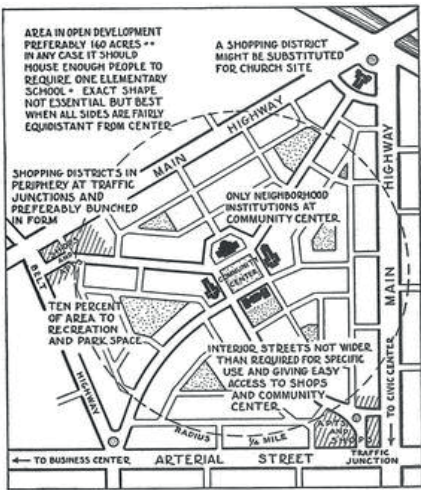 AREA IN OPEN DEVELOPMENT
PREFERABLY 160 ACRES **
IN ANY CASE IT SHOULD
HOUSE ENOUGH PEOPLE TO
REQUIRE ONE ELEMENTARY
SCHOOL * EXACT SHAPE
NOT ESSENTIAL BUT BEST
WHEN ALL SIDES ARE FAIRLY
EQUIDISTANT FROM CENTER
A SHOPPING DISTRICT
MIGHT BE SUBSTITUTED
FOR CHURCH SITE
MAIN HIGHWAY
HIGHWAY MAIN
SHOPPING DISTRICTS IN
PERIPHERY AT TRAFFIC
JUNCTIONS AND
PREFERABLY BUNCHED
IN FORM
ONLY NEIGHBORHOOD
INSTITUTIONS AT
COMMUNITY CENTER
BELT HIGHWAY
COMMUNITY
CENTER
TEN PERCENT
OF AREA TO
RECREATION
AND PARK SPACE
INTERIOR STREETS NOT WIDER
THAN REQUIRED FOR SPECIFIC
USE AND GIVING EASY
ACCESS TO SHOPS
AND COMMUNITY
CENTER
TO CIVIC CENTER
RADIUS 1/4 MILE
APTS
AND
SHOPS
TO BUSINESS CENTER
ARTERIAL STREET
TRAFFIC
JUNCTION